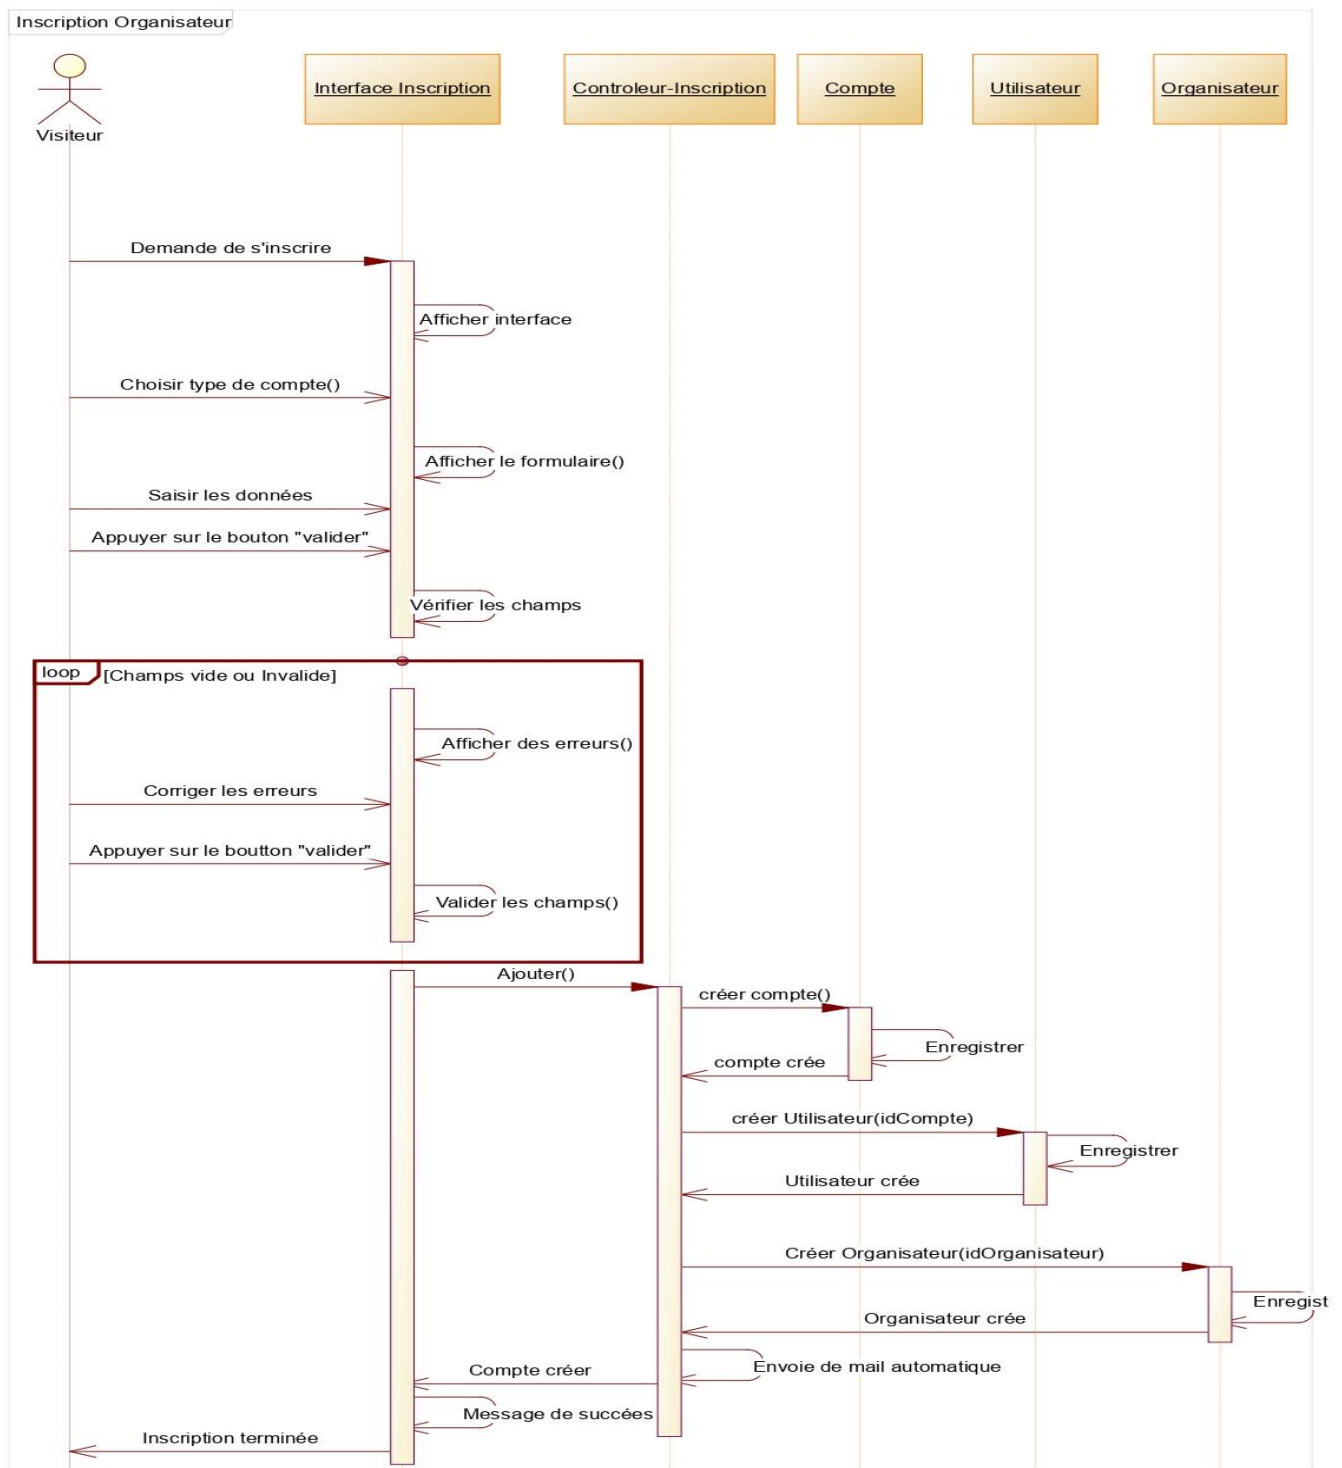 Inscription Organisateur
Visiteur
Interface Inscription
Controleur-Inscription
Compte
Utilisateur
Organisateur
Demande de s'inscrire
Afficher interface
Choisir type de compte()
Afficher le formulaire()
Saisir les données
Appuyer sur le bouton "valider"
Vérifier les champs
loop
[Champs vide ou Invalide]
Afficher des erreurs()
Corriger les erreurs
Appuyer sur le boutton "valider"
Valider les champs()
Ajouter()
créer compte()
Enregistrer
compte crée
créer Utilisateur(idCompte)
Enregistrer
Utilisateur crée
Créer Organisateur(idOrganisateur)
Enregist
Organisateur crée
Envoie de mail automatique
Compte créer
Message de succées
Inscription terminée